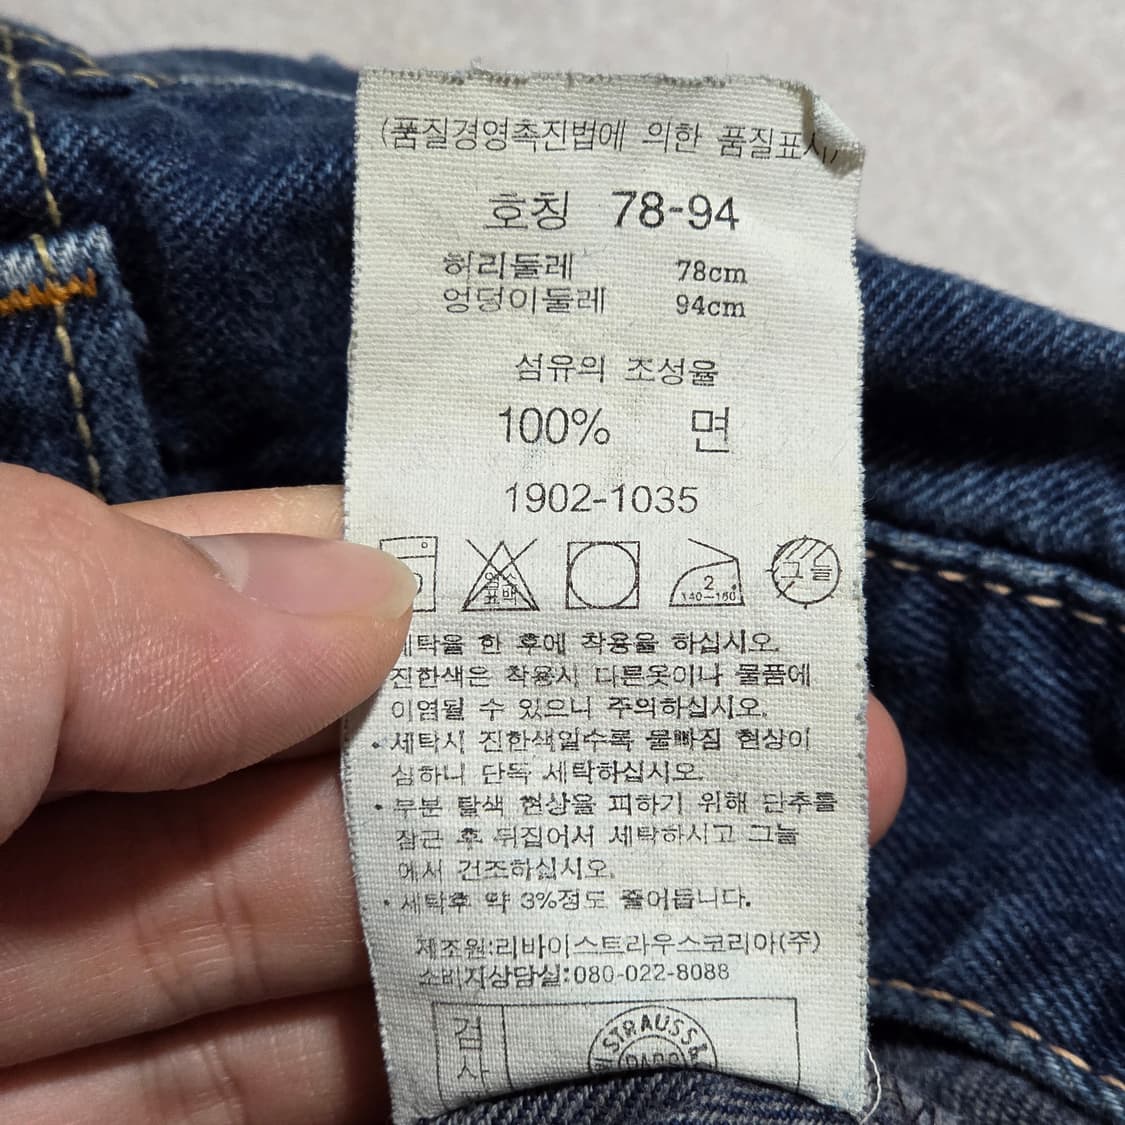 (품질경영촉진법에 의한 품질표시)
호칭 78-94
허리둘레 78cm
엉덩이둘레 94cm
섬유의 조성율
100% 면
1902-1035
염소
표백
2
140-160
그늘
세탁을 한 후에 착용을 하십시오.
진한색은 착용시 다른옷이나 물품에
이염될 수 있으니 주의하십시오.
• 세탁시 진한색일수록 물빠짐 현상이
심하니 단독 세탁하십시오.
• 부분 탈색 현상을 피하기 위해 단추를
잠근 후 뒤집어서 세탁하시고 그늘
에서 건조하십시오.
• 세탁후 약 3%정도 줄어듭니다.
제조원:리바이스트라우스코리아(주)
소비자상담실:080-022-8088
검
사
STRAUSS &